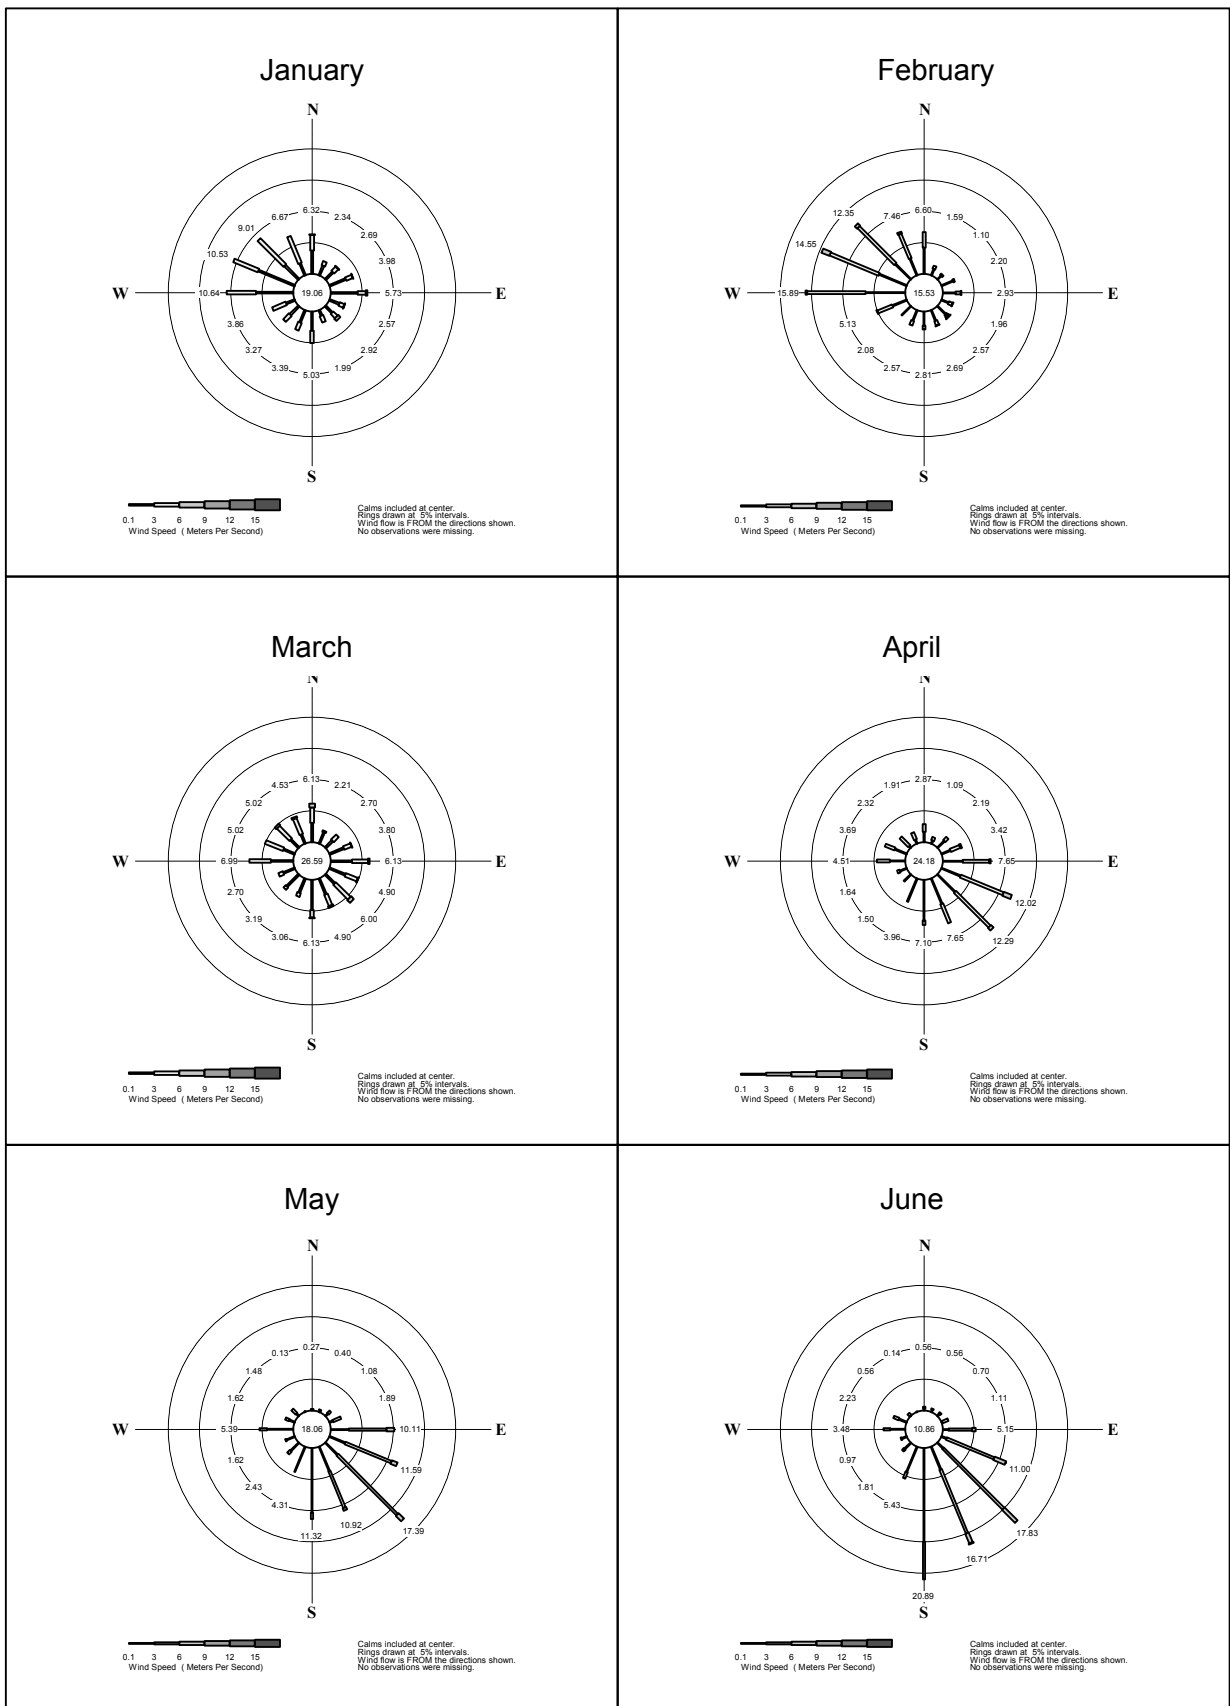 January
N
6.67 6.32 2.34
9.01 2.69
10.53 3.98
W 10.64 19.06 5.73 E
3.86 2.57
3.27 2.92
3.39 5.03 1.99
S
0.1 3 6 9 12 15
Wind Speed ( Meters Per Second)
Calms included at center.
Rings drawn at 5% intervals.
Wind flow is FROM the directions shown.
No observations were missing.
February
N
7.46 6.60 1.59
12.35 1.10
14.55 2.20
W 15.89 15.53 2.93 E
5.13 1.96
2.08 2.57
2.57 2.81 2.69
S
0.1 3 6 9 12 15
Wind Speed ( Meters Per Second)
Calms included at center.
Rings drawn at 5% intervals.
Wind flow is FROM the directions shown.
No observations were missing.
March
N
4.53 6.13 2.21
5.02 2.70
5.02 3.80
W 6.99 26.59 6.13 E
2.70 4.90
3.19 6.00
3.06 6.13 4.90
S
0.1 3 6 9 12 15
Wind Speed ( Meters Per Second)
Calms included at center.
Rings drawn at 5% intervals.
Wind flow is FROM the directions shown.
No observations were missing.
April
N
1.91 2.87 1.09
2.32 2.19
3.69 3.42
W 4.51 24.18 7.65 E
1.64 12.02
1.50 12.29
3.96 7.10 7.65
S
0.1 3 6 9 12 15
Wind Speed ( Meters Per Second)
Calms included at center.
Rings drawn at 5% intervals.
Wind flow is FROM the directions shown.
No observations were missing.
May
N
0.13 0.27 0.40
1.48 1.08
1.62 1.89
W 5.39 18.06 10.11 E
1.62 11.59
2.43 17.39
4.31 11.32 10.92
S
0.1 3 6 9 12 15
Wind Speed ( Meters Per Second)
Calms included at center.
Rings drawn at 5% intervals.
Wind flow is FROM the directions shown.
No observations were missing.
June
N
0.14 0.56 0.56
0.56 0.70
2.23 1.11
W 3.48 10.86 5.15 E
0.97 11.00
1.81 17.83
5.43 16.71
20.89
S
0.1 3 6 9 12 15
Wind Speed ( Meters Per Second)
Calms included at center.
Rings drawn at 5% intervals.
Wind flow is FROM the directions shown.
No observations were missing.